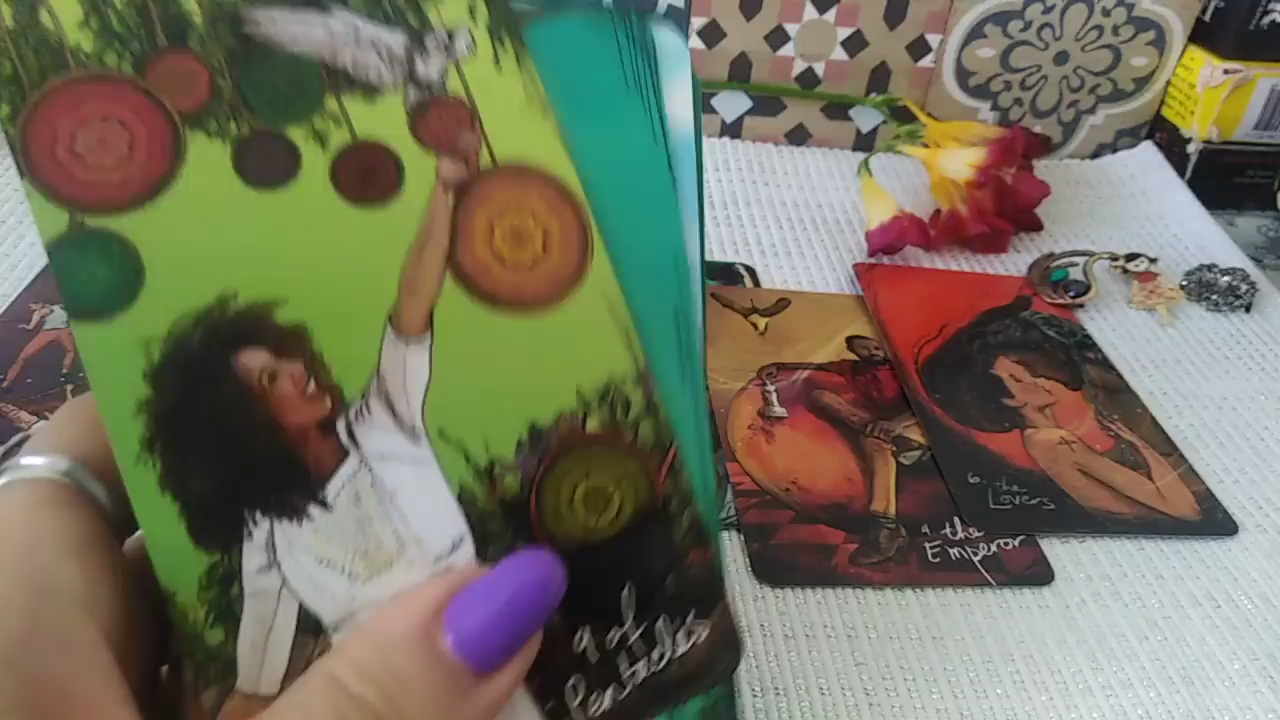 9 of
Pentacles
4. the
Emperor
6. the
Lovers